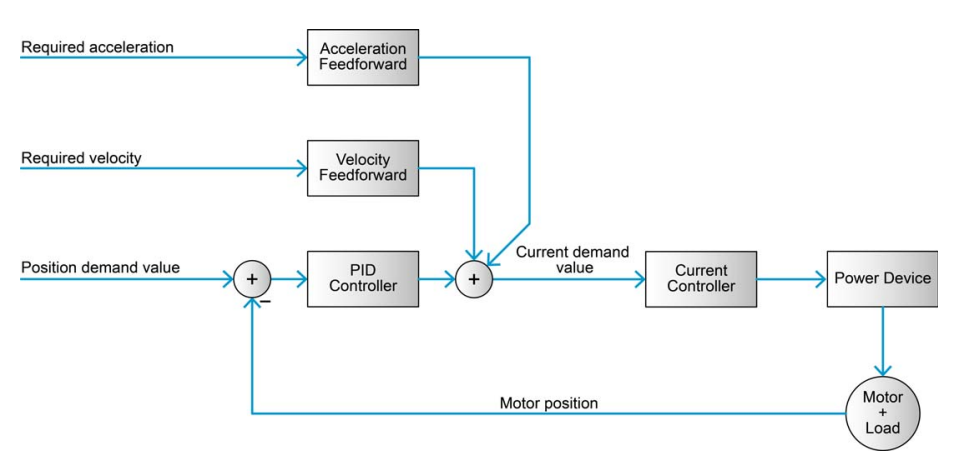 Required acceleration
Acceleration
Feedforward
Required velocity
Velocity
Feedforward
Position demand value
+
−
PID
Controller
+
Current demand
value
Current
Controller
Power Device
Motor
+
Load
Motor position